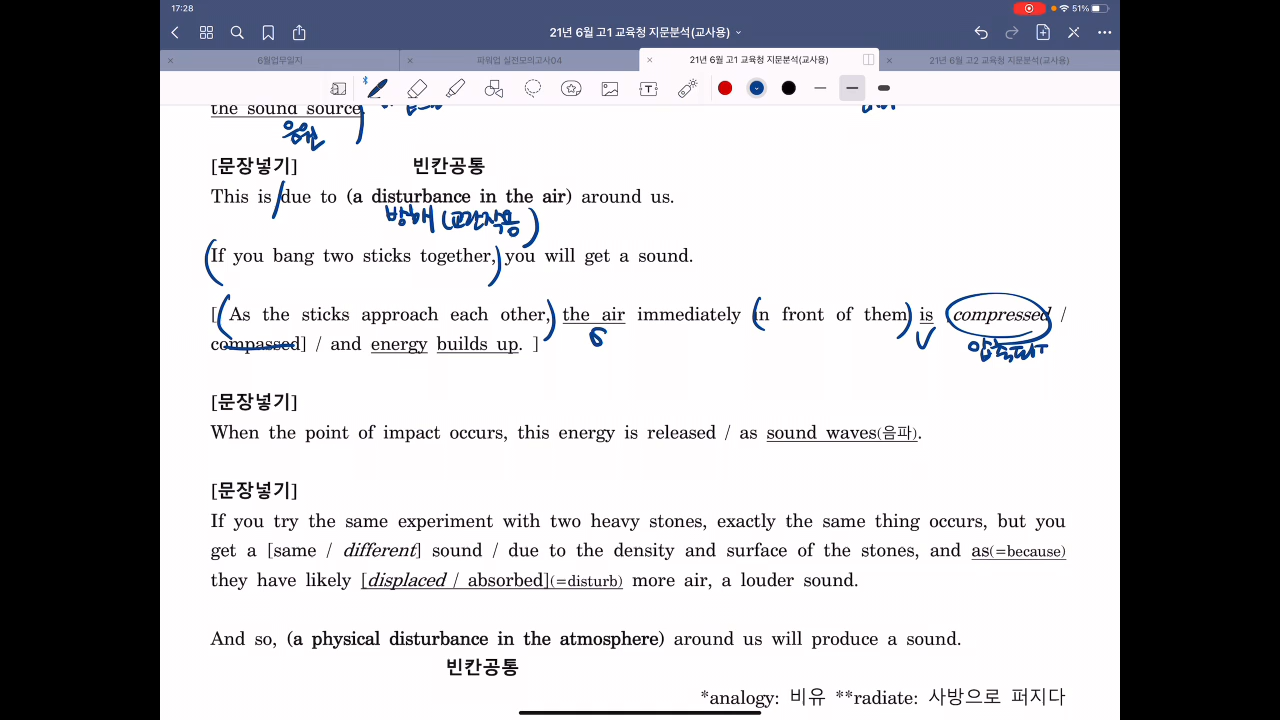 17:28
51%
21년 6월 고1 교육청 지문분석(교사용)
6월업무일지
파워업 실전모의고사04
21년 6월 고1 교육청 지문분석(교사용)
21년 6월 고2 교육청 지문분석(교사용)
the sound source
음원
[문장넣기] 빈칸공통
This is / due to (a disturbance in the air) around us.
방해 (교란작용)
(If you bang two sticks together,) you will get a sound.
[ (As the sticks approach each other,) the air immediately (in front of them) is [compressed /
S V 압축되다
compassed] / and energy builds up. ]
[문장넣기]
When the point of impact occurs, this energy is released / as sound waves(음파).
[문장넣기]
If you try the same experiment with two heavy stones, exactly the same thing occurs, but you
get a [same / different] sound / due to the density and surface of the stones, and as(=because)
they have likely [displaced / absorbed](=disturb) more air, a louder sound.
And so, (a physical disturbance in the atmosphere) around us will produce a sound.
빈칸공통
*analogy: 비유 **radiate: 사방으로 퍼지다